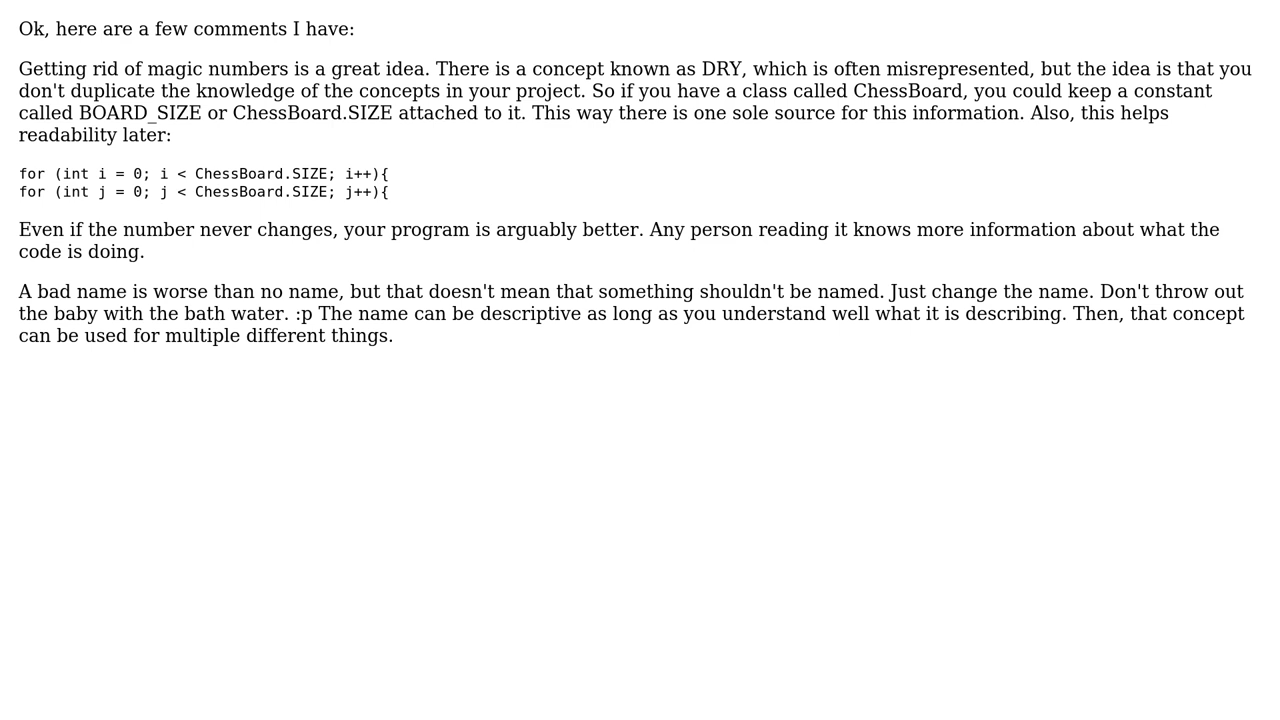 Ok, here are a few comments I have:
Getting rid of magic numbers is a great idea. There is a concept known as DRY, which is often misrepresented, but the idea is that you
don't duplicate the knowledge of the concepts in your project. So if you have a class called ChessBoard, you could keep a constant
called BOARD_SIZE or ChessBoard.SIZE attached to it. This way there is one sole source for this information. Also, this helps
readability later:
for (int i = 0; i < ChessBoard.SIZE; i++){
for (int j = 0; j < ChessBoard.SIZE; j++){
Even if the number never changes, your program is arguably better. Any person reading it knows more information about what the
code is doing.
A bad name is worse than no name, but that doesn't mean that something shouldn't be named. Just change the name. Don't throw out
the baby with the bath water. :p The name can be descriptive as long as you understand well what it is describing. Then, that concept
can be used for multiple different things.